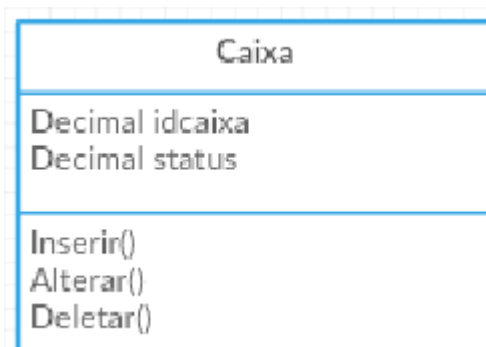 Caixa
Decimal idcaixa
Decimal status
Inserir()
Alterar()
Deletar()